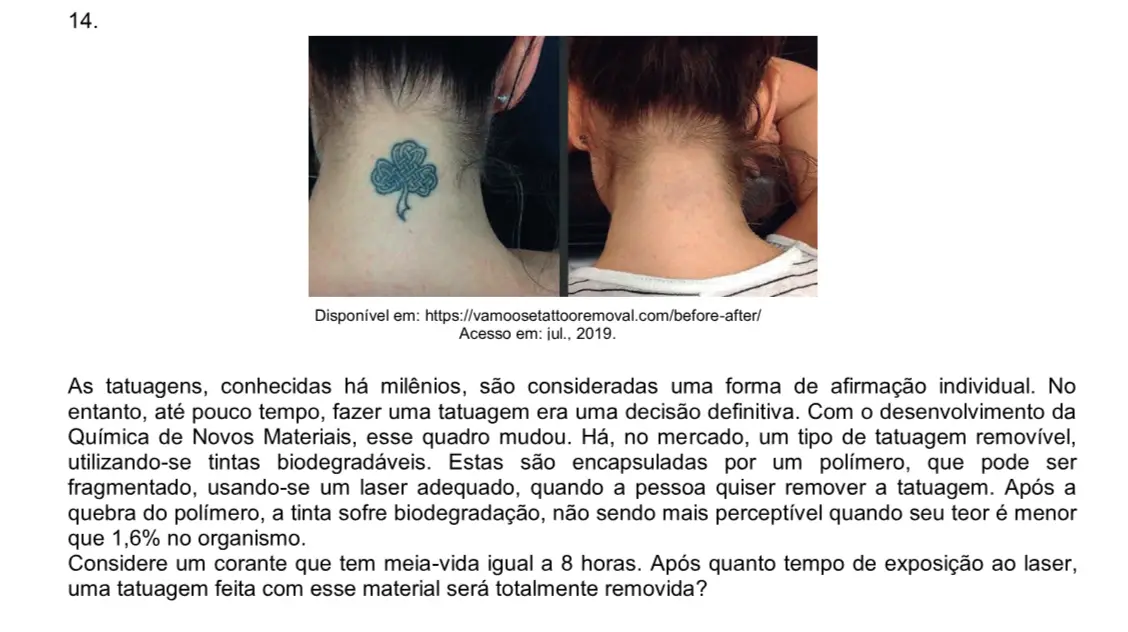 14.
Disponível em: https://vamoosetattooremoval.com/before-after/
Acesso em: jul., 2019.
As tatuagens, conhecidas há milênios, são consideradas uma forma de afirmação individual. No
entanto, até pouco tempo, fazer uma tatuagem era uma decisão definitiva. Com o desenvolvimento da
Química de Novos Materiais, esse quadro mudou. Há, no mercado, um tipo de tatuagem removível,
utilizando-se tintas biodegradáveis. Estas são encapsuladas por um polímero, que pode ser
fragmentado, usando-se um laser adequado, quando a pessoa quiser remover a tatuagem. Após a
quebra do polímero, a tinta sofre biodegradação, não sendo mais perceptível quando seu teor é menor
que 1,6% no organismo.
Considere um corante que tem meia-vida igual a 8 horas. Após quanto tempo de exposição ao laser,
uma tatuagem feita com esse material será totalmente removida?